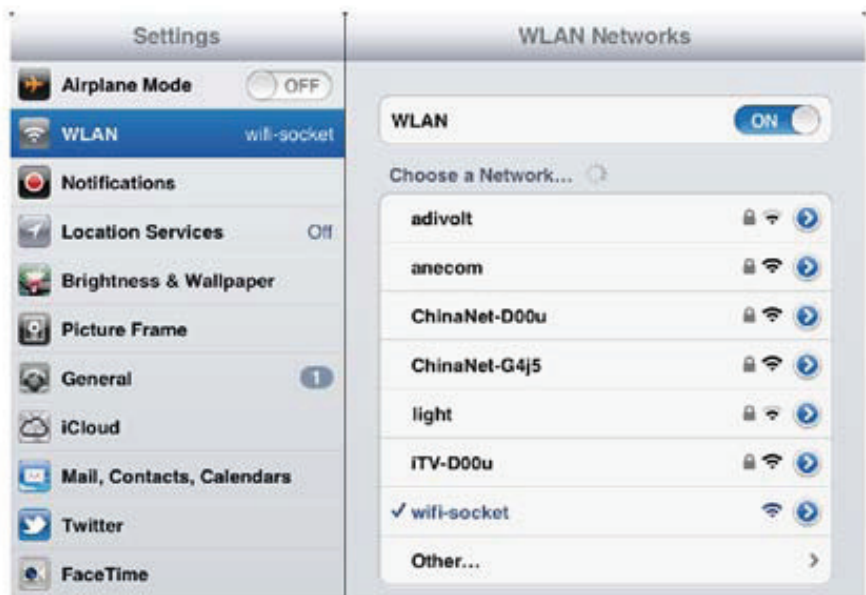 Settings
Airplane Mode OFF
WLAN wifi-socket
Notifications
Location Services Off
Brightness & Wallpaper
Picture Frame
General 1
iCloud
Mail, Contacts, Calendars
Twitter
FaceTime
WLAN Networks
WLAN ON
Choose a Network...
adivolt
anecom
ChinaNet-D00u
ChinaNet-G4j5
light
iTV-D00u
✓ wifi-socket
Other...